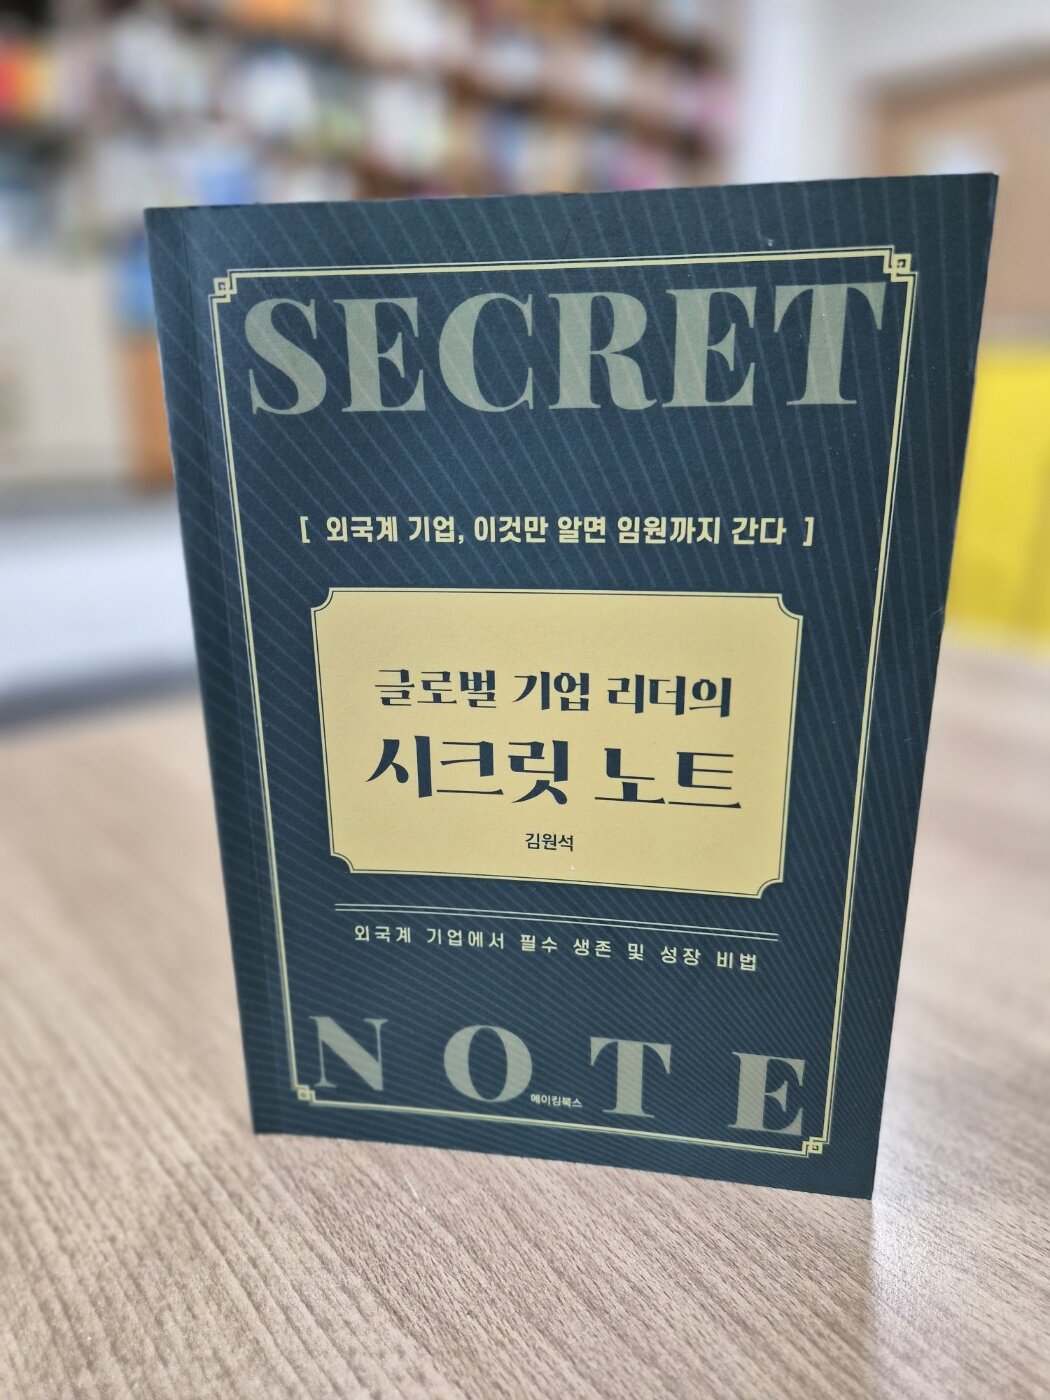 SECRET
[ 외국계 기업, 이것만 알면 임원까지 간다 ]
글로벌 기업 리더의
시크릿 노트
김원석
외국계 기업에서 필수 생존 및 성장 비법
NOTE
메이킹북스